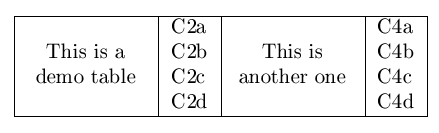 C2a C4a
This is a C2b This is C4b
demo table C2c another one C4c
C2d C4d